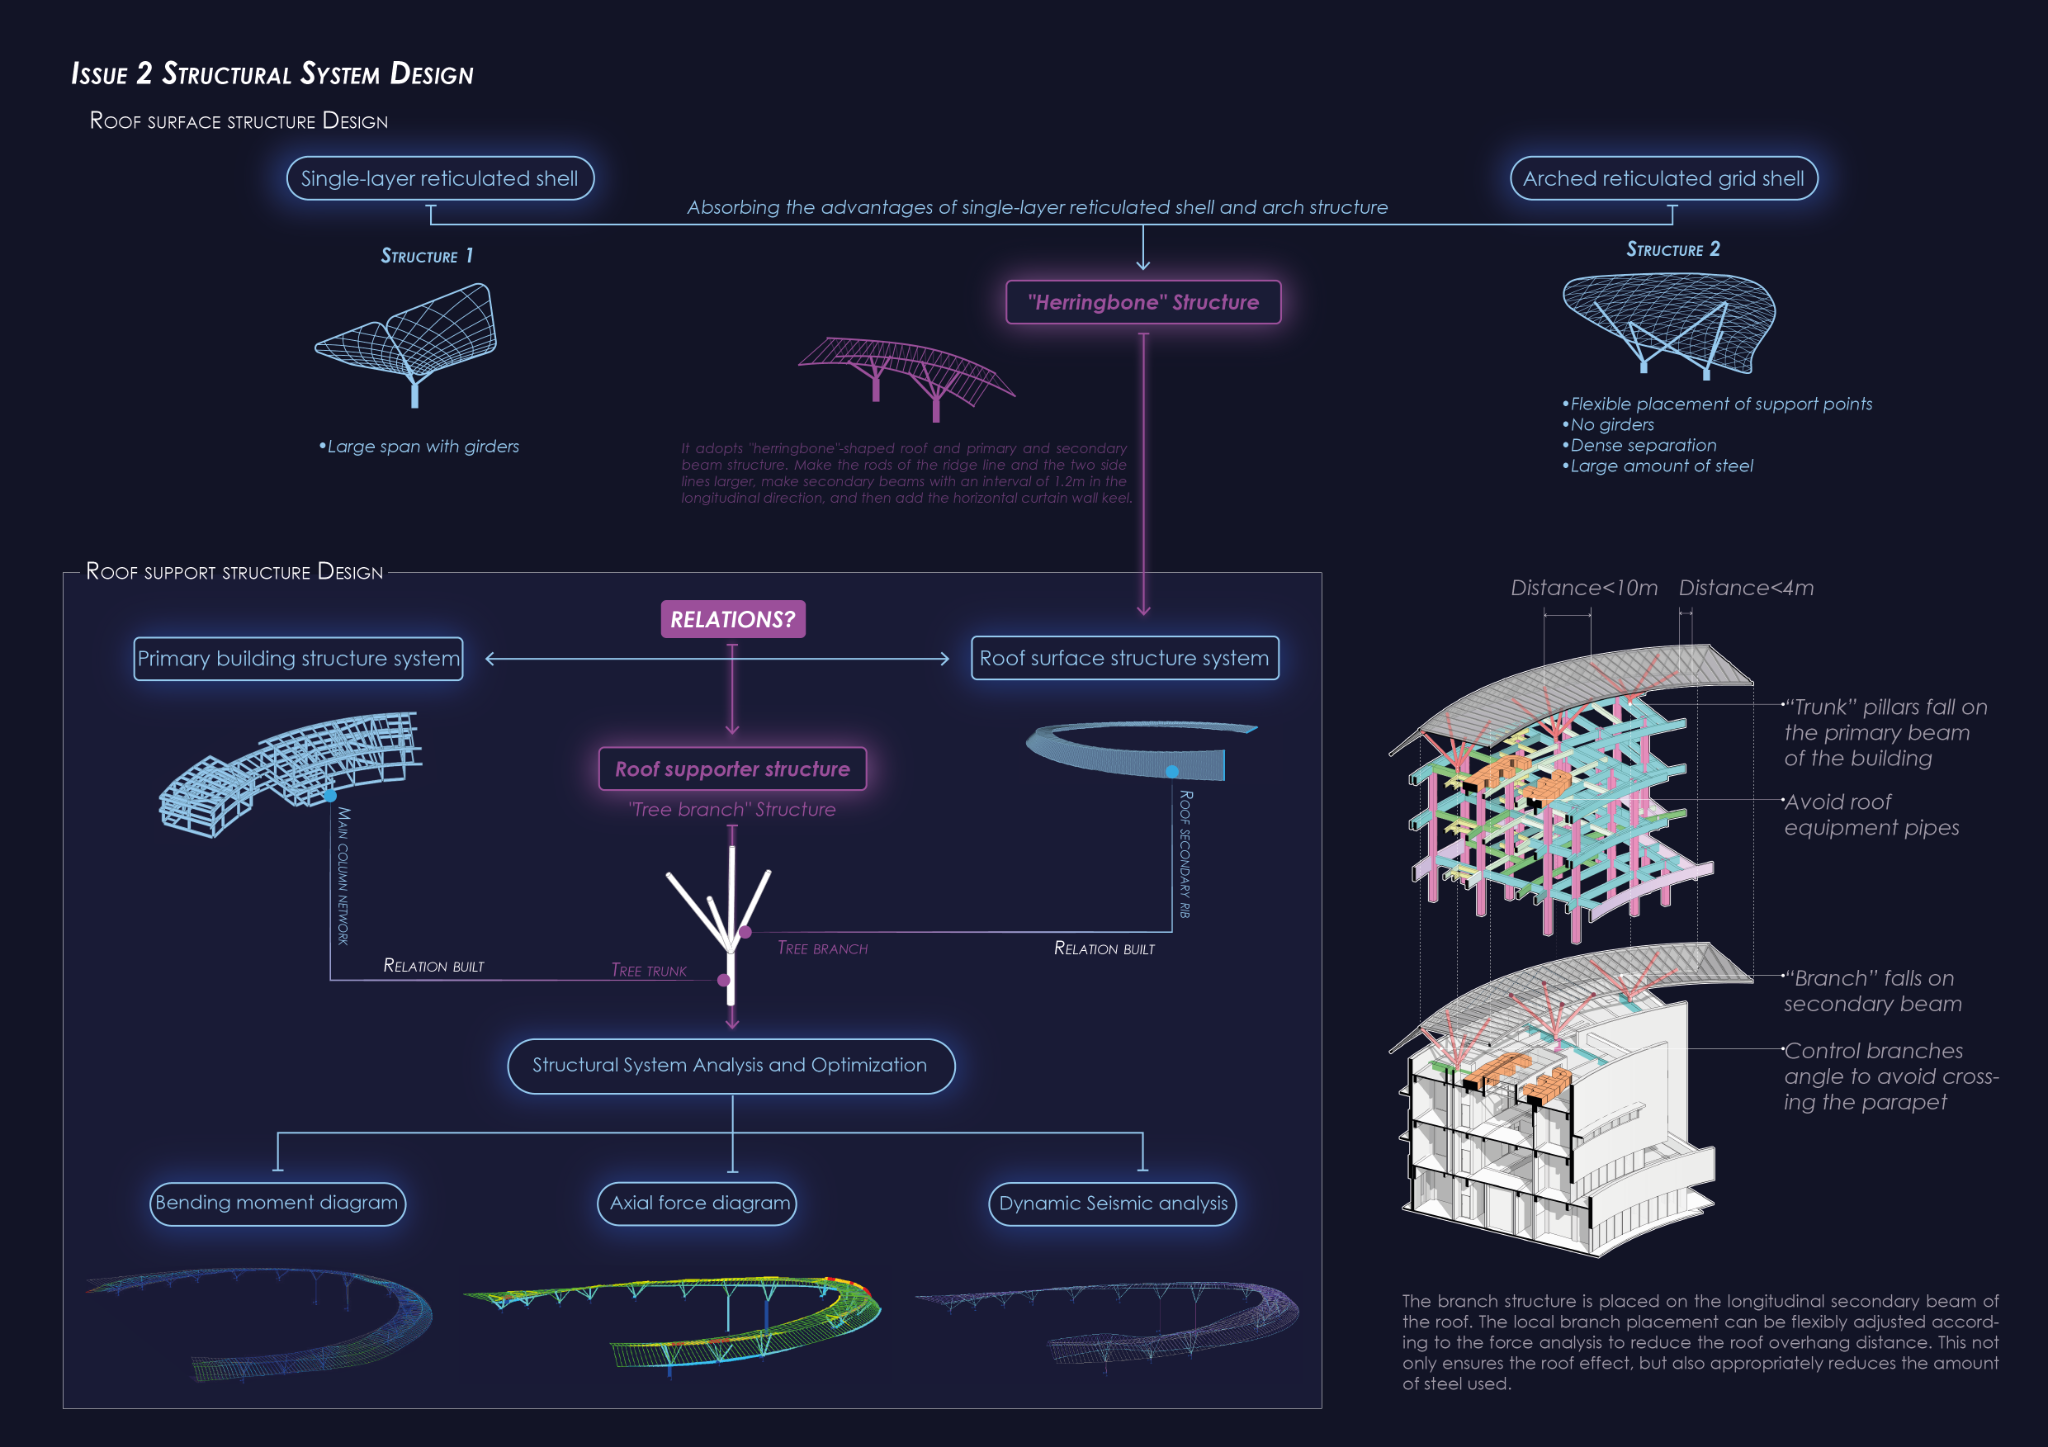 Issue 2 Structural System Design
Roof surface structure Design
Single-layer reticulated shell
Arched reticulated grid shell
Absorbing the advantages of single-layer reticulated shell and arch structure
Structure 1
Structure 2
"Herringbone" Structure
•Large span with girders
It adopts "herringbone"-shaped roof and primary and secondary
beam structure. Make the rods of the ridge line and the two side
lines larger, make secondary beams with an interval of 1.2m in the
longitudinal direction, and then add the horizontal curtain wall keel.
•Flexible placement of support points
•No girders
•Dense separation
•Large amount of steel
Roof support structure Design
RELATIONS?
Primary building structure system
Roof surface structure system
Roof supporter structure
"Tree branch" Structure
Main column network
Roof secondary rib
Tree branch
Relation built
Relation built
Tree trunk
Structural System Analysis and Optimization
Bending moment diagram
Axial force diagram
Dynamic Seismic analysis
Distance<10m
Distance<4m
“Trunk” pillars fall on
the primary beam
of the building
Avoid roof
equipment pipes
“Branch” falls on
secondary beam
Control branches
angle to avoid cross-
ing the parapet
The branch structure is placed on the longitudinal secondary beam of
the roof. The local branch placement can be flexibly adjusted accord-
ing to the force analysis to reduce the roof overhang distance. This not
only ensures the roof effect, but also appropriately reduces the amount
of steel used.